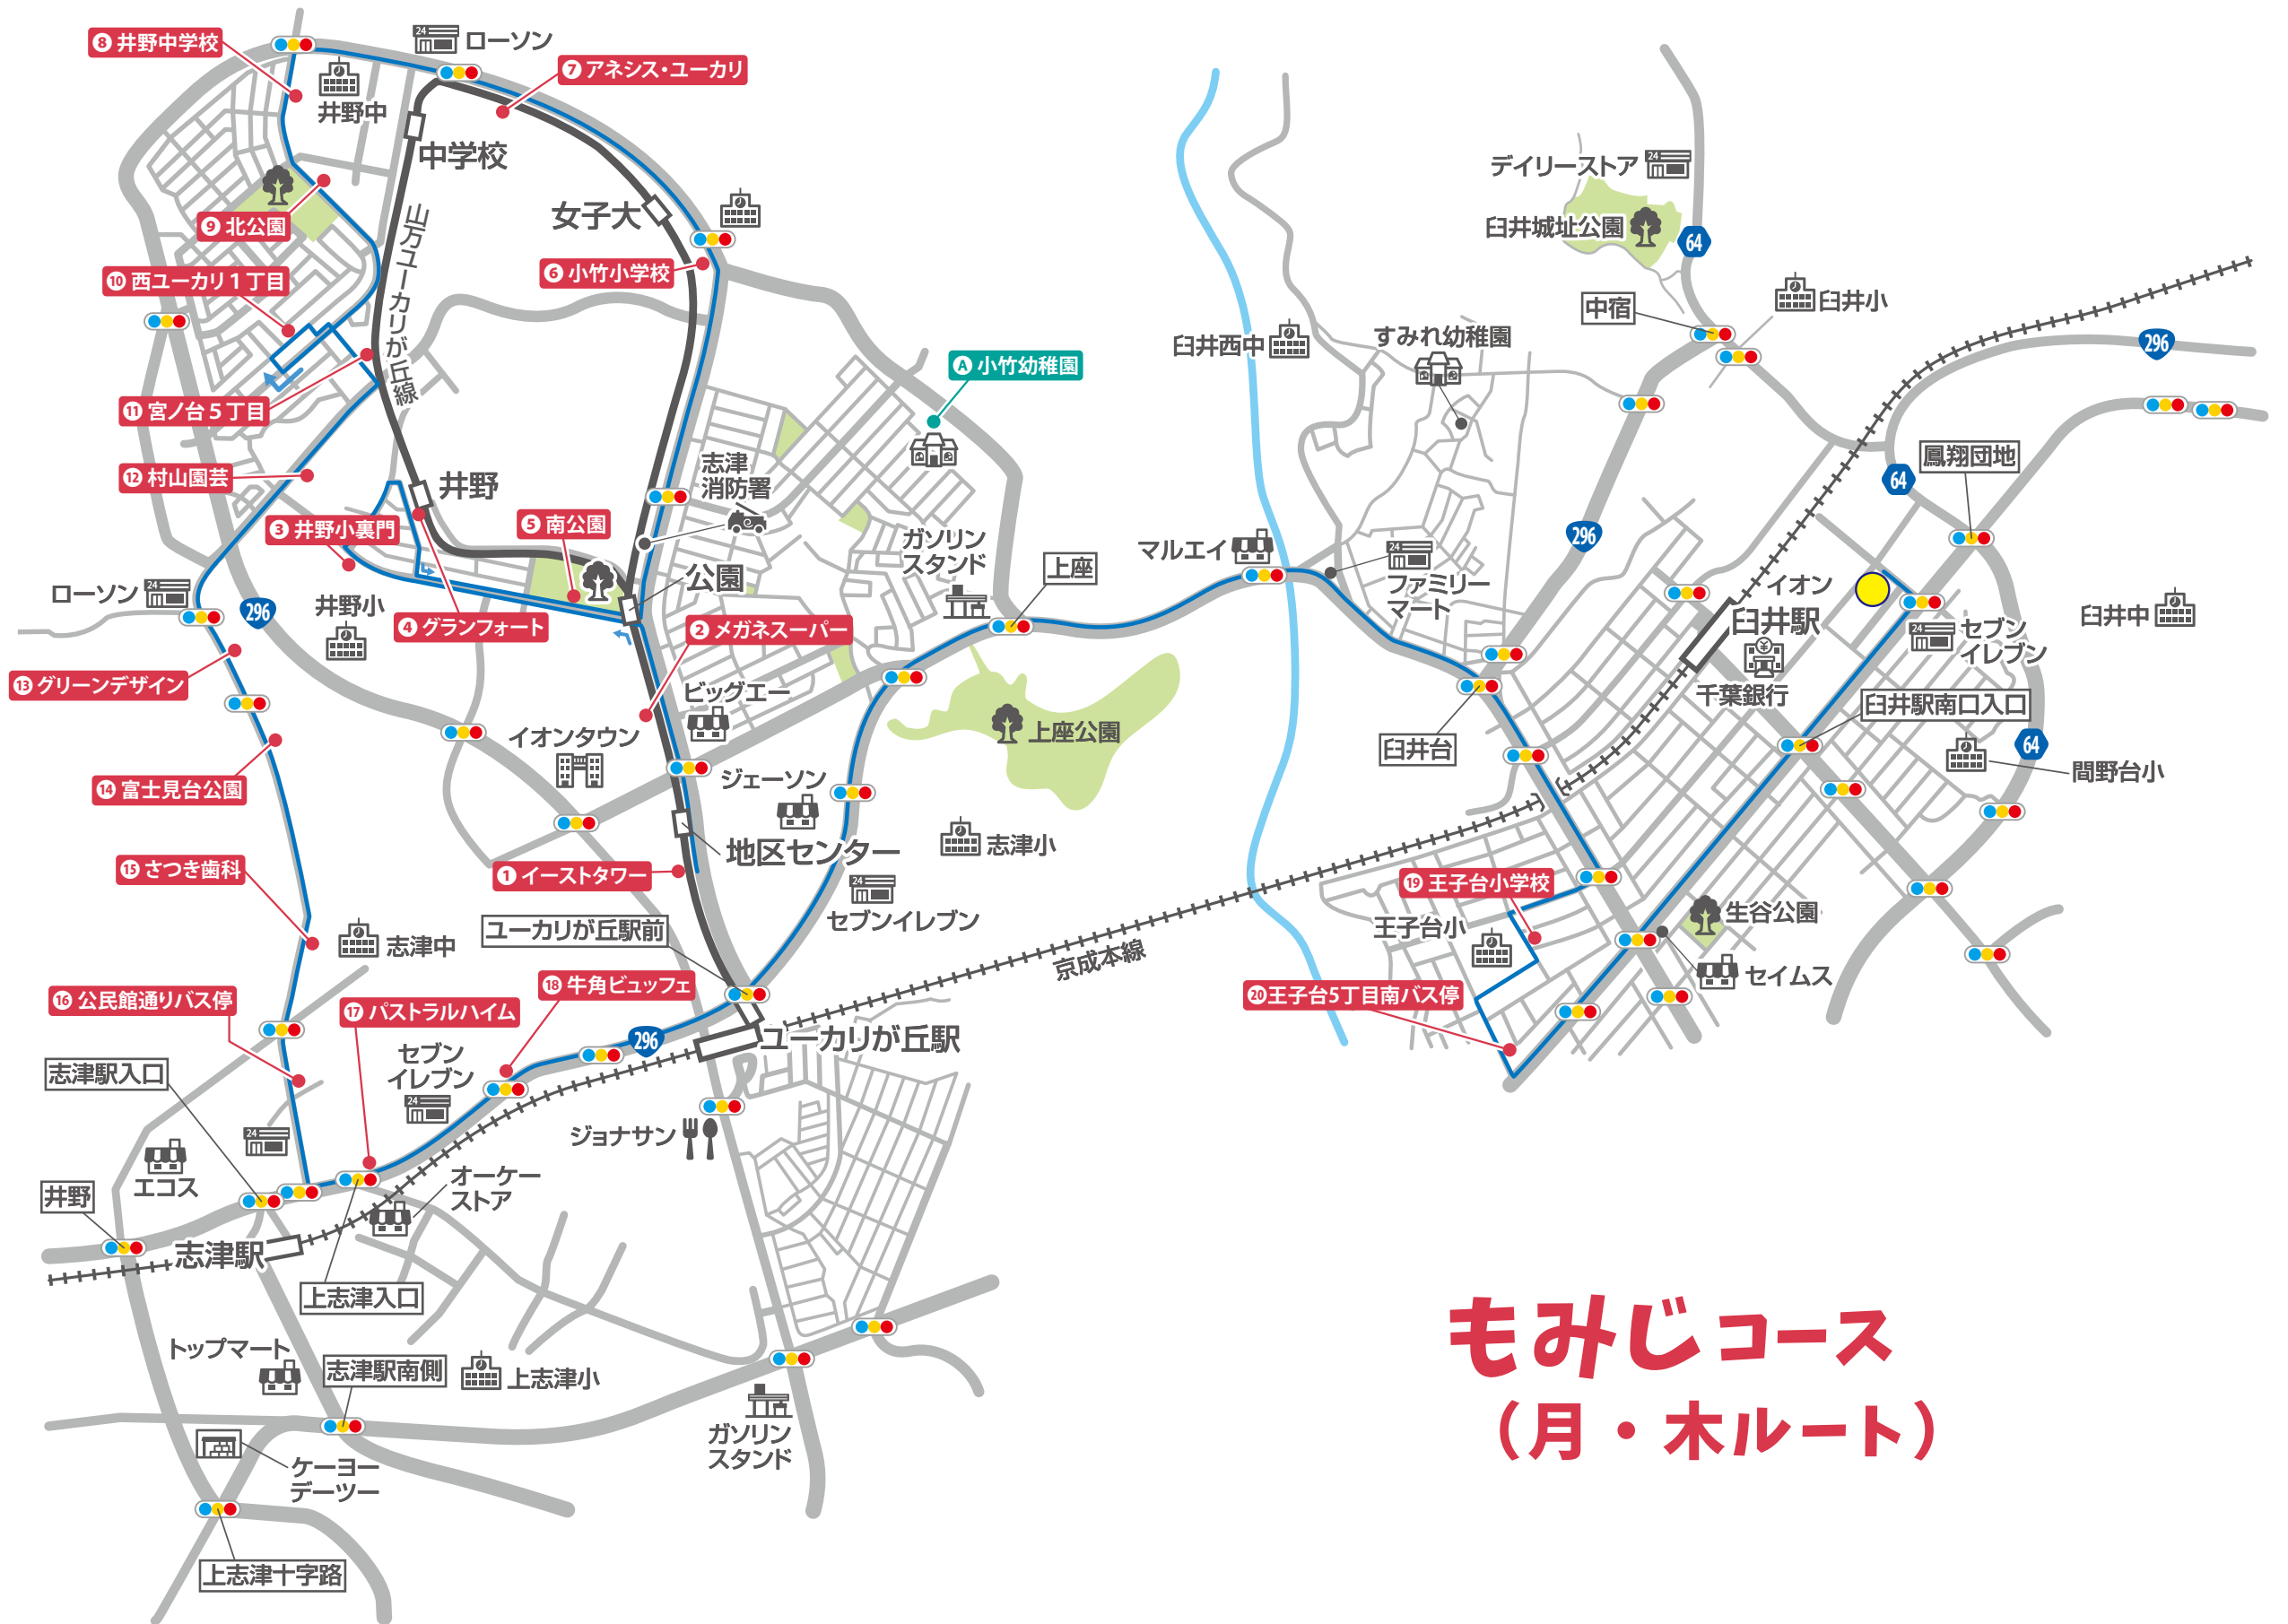 ❽ 井野中学校
24
ローソン
❼ アネシス・ユーカリ
井野中
中学校
デイリーストア
24
女子大
山万ユーカリが丘線
❾ 北公園
臼井城址公園
64
❻ 小竹小学校
❿ 西ユーカリ1丁目
中宿
臼井小
すみれ幼稚園
臼井西中
296
Ⓐ 小竹幼稚園
⓫ 宮ノ台5丁目
志津
消防署
鳳翔団地
⓬ 村山園芸
井野
64
❸ 井野小裏門
❺ 南公園
ガソリン
スタンド
296
マルエイ
24
ファミリー
マート
上座
公園
イオン
ローソン
24
296
井野小
臼井駅
臼井中
❹ グランフォート
❷ メガネスーパー
24
セブン
イレブン
⓭ グリーンデザイン
ビッグエー
千葉銀行
臼井駅南口入口
イオンタウン
上座公園
臼井台
64
間野台小
⓮ 富士見台公園
ジェーソン
地区センター
志津小
⓯ さつき歯科
❶ イーストタワー
24
セブンイレブン
⓳ 王子台小学校
王子台小
生谷公園
ユーカリが丘駅前
志津中
京成本線
セイムス
⓰ 公民館通りバス停
⓱ パストラルハイム
⓲ 牛角ビュッフェ
⓴王子台5丁目南バス停
296
ユーカリが丘駅
セブン
イレブン
24
志津駅入口
24
ジョナサン
エコス
オーケー
ストア
井野
志津駅
上志津入口
もみじコース
(月・木ルート)
トップマート
志津駅南側
上志津小
ガソリン
スタンド
ケーヨー
デーツー
上志津十字路